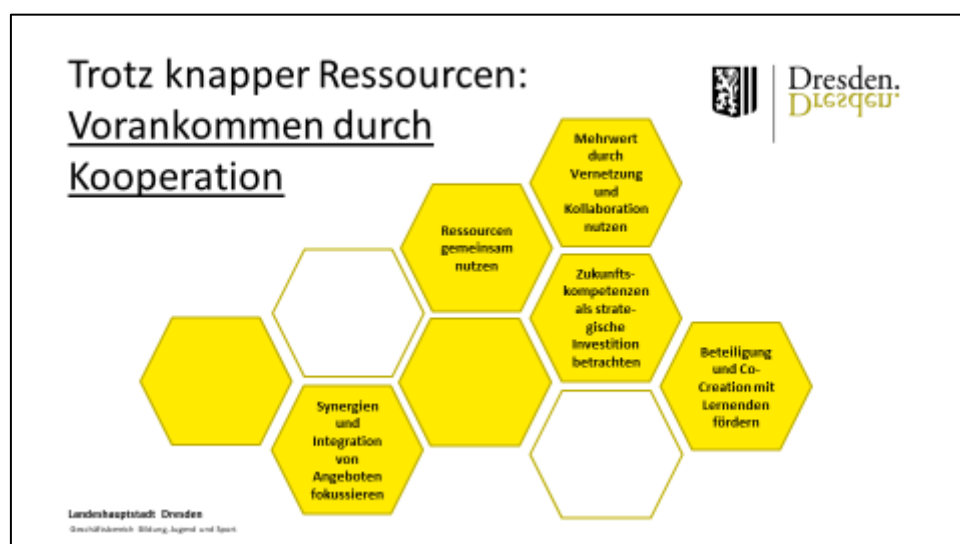 Trotz knapper Ressourcen:
Vorankommen durch
Kooperation
Dresden.
Dresden.
Mehrwert
durch
Vernetzung
und
Kollaboration
nutzen
Ressourcen
gemeinsam
nutzen
Zukunfts-
kompetenzen
als strate-
gische
Investition
betrachten
Beteiligung
und Co-
Creation mit
Lernenden
fördern
Synergien
und
Integration
von
Angeboten
fokussieren
Landeshauptstadt Dresden
Geschäftsbereich Bildung, Jugend und Sport